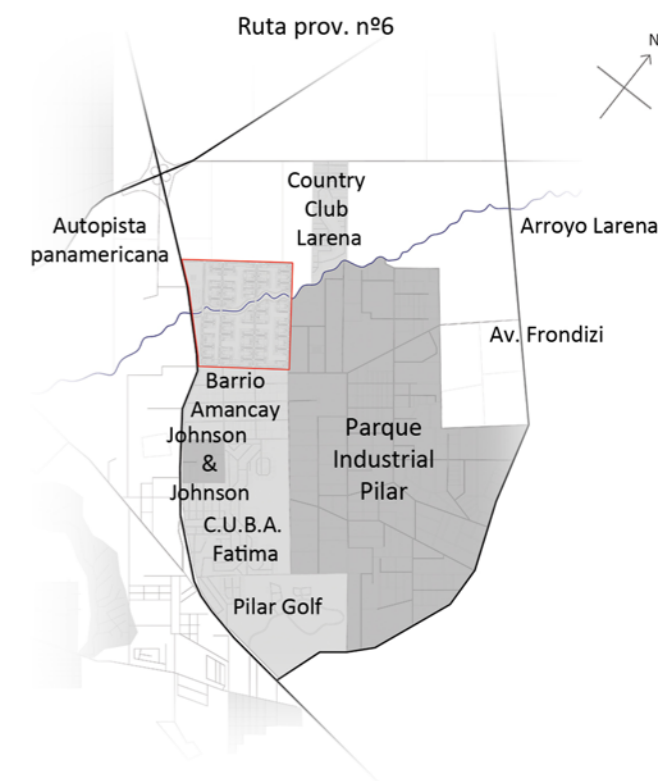 Ruta prov. nº6
N
Country
Club
Larena
Autopista
panamericana
Arroyo Larena
Av. Frondizi
Barrio
Amancay
Johnson
&
Johnson
Parque
Industrial
Pilar
C.U.B.A.
Fatima
Pilar Golf